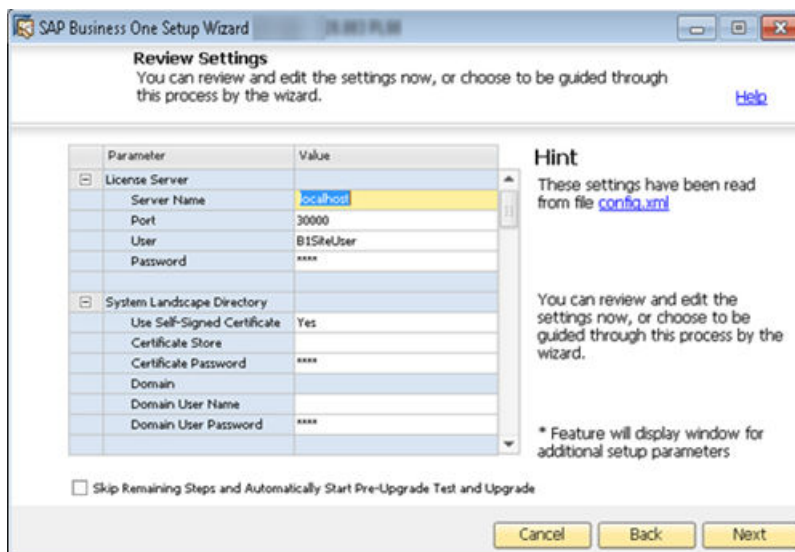 SAP Business One Setup Wizard
Review Settings
You can review and edit the settings now, or choose to be guided through
this process by the wizard.
Help
Parameter Value
License Server
Server Name localhost
Port 30000
User B1SiteUser
Password ****
System Landscape Directory
Use Self-Signed Certificate Yes
Certificate Store
Certificate Password ****
Domain
Domain User Name
Domain User Password ****
Hint
These settings have been read
from file config.xml
You can review and edit the
settings now, or choose to be
guided through this process by the
wizard.
* Feature will display window for
additional setup parameters
Skip Remaining Steps and Automatically Start Pre-Upgrade Test and Upgrade
Cancel Back Next